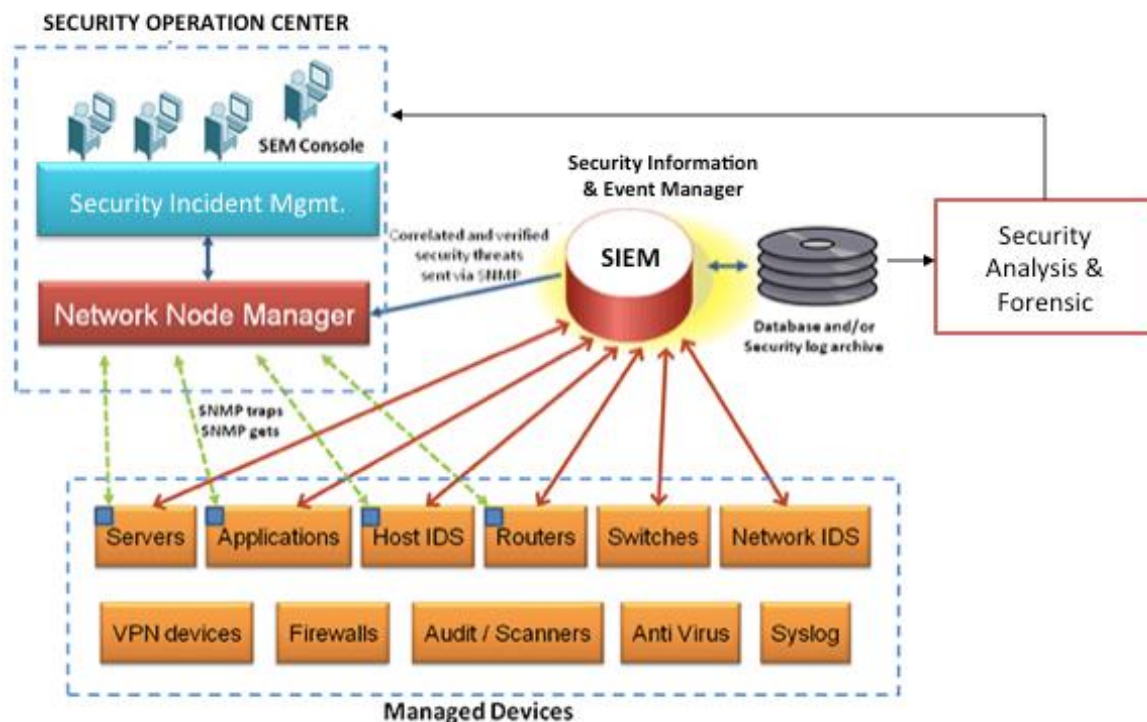 SECURITY OPERATION CENTER
SEM Console
Security Incident Mgmt.
Network Node Manager
Correlated and verified
security threats
sent via SNMP
Security Information
& Event Manager
SIEM
Database and/or
Security log archive
Security
Analysis &
Forensic
SNMP traps
SNMP gets
Servers
Applications
Host IDS
Routers
Switches
Network IDS
VPN devices
Firewalls
Audit / Scanners
Anti Virus
Syslog
Managed Devices